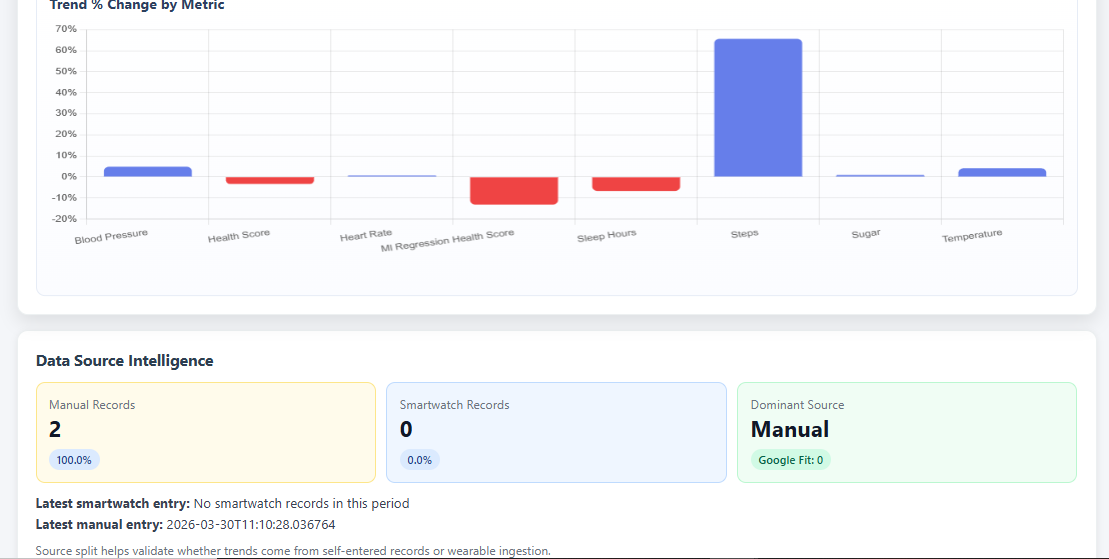 Trend % Change by Metric
70%
60%
50%
40%
30%
20%
10%
0%
-10%
-20%
Blood Pressure
Health Score
Heart Rate
Ml Regression Health Score
Sleep Hours
Steps
Sugar
Temperature
Data Source Intelligence
Manual Records
2
100.0%
Smartwatch Records
0
0.0%
Dominant Source
Manual
Google Fit: 0
Latest smartwatch entry: No smartwatch records in this period
Latest manual entry: 2026-03-30T11:10:28.036764
Source split helps validate whether trends come from self-entered records or wearable ingestion.